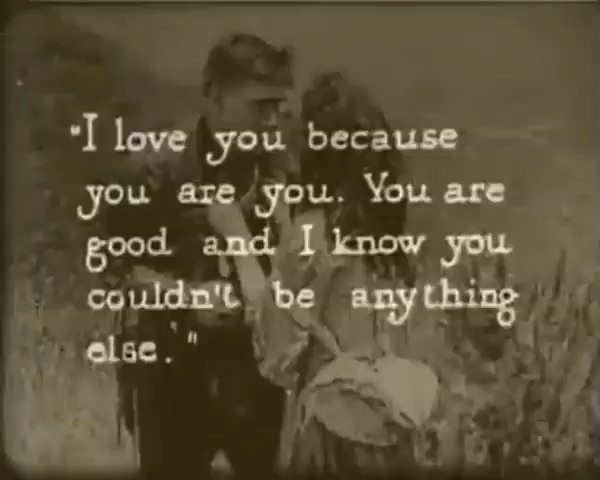 "I love you because
you are you. You are
good and I know you
couldn't be anything
else."